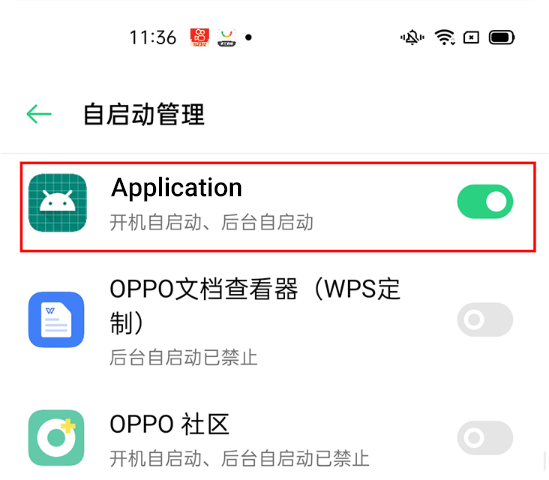 11:36
自启动管理
Application
开机自启动、后台自启动
OPPO文档查看器（WPS定
制）
后台自启动已禁止
OPPO 社区
开机自启动、后台自启动已禁止